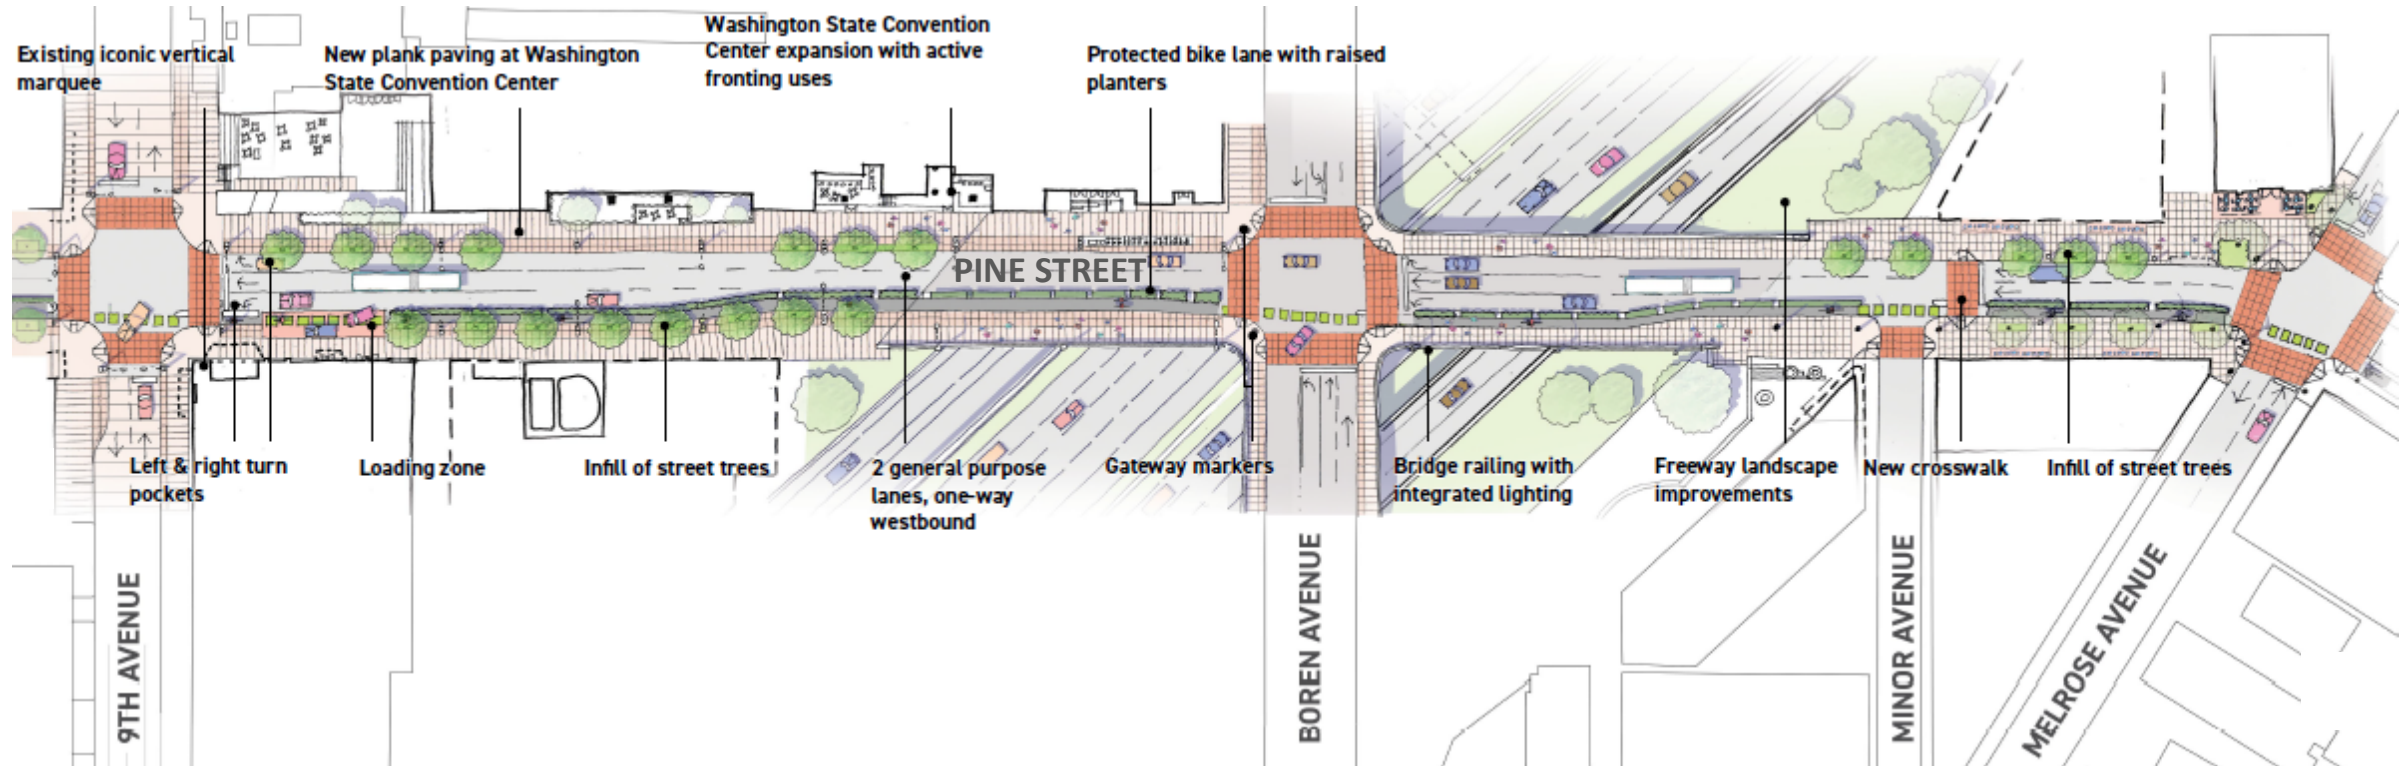 Existing iconic vertical
marquee
New plank paving at Washington
State Convention Center
Washington State Convention
Center expansion with active
fronting uses
Protected bike lane with raised
planters
PINE STREET
Left & right turn
pockets
Loading zone
Infill of street trees
2 general purpose
lanes, one-way
westbound
Gateway markers
Bridge railing with
integrated lighting
Freeway landscape
improvements
New crosswalk
Infill of street trees
9TH AVENUE
BOREN AVENUE
MINOR AVENUE
MELROSE AVENUE